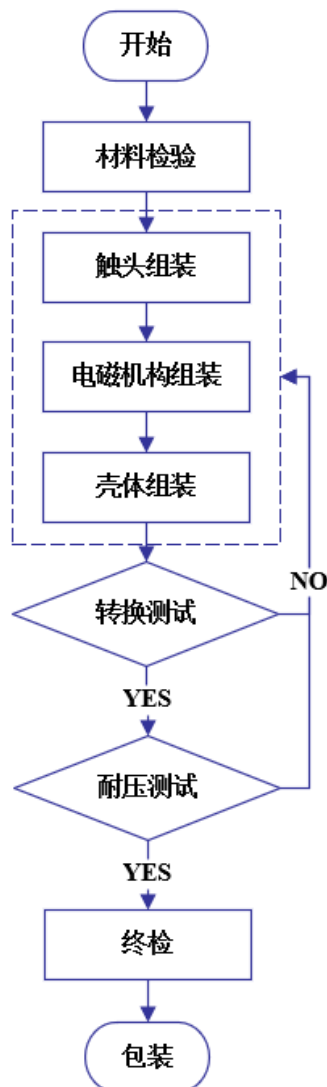 开始
材料检验
触头组装
电磁机构组装
壳体组装
转换测试
NO
YES
耐压测试
YES
终检
包装